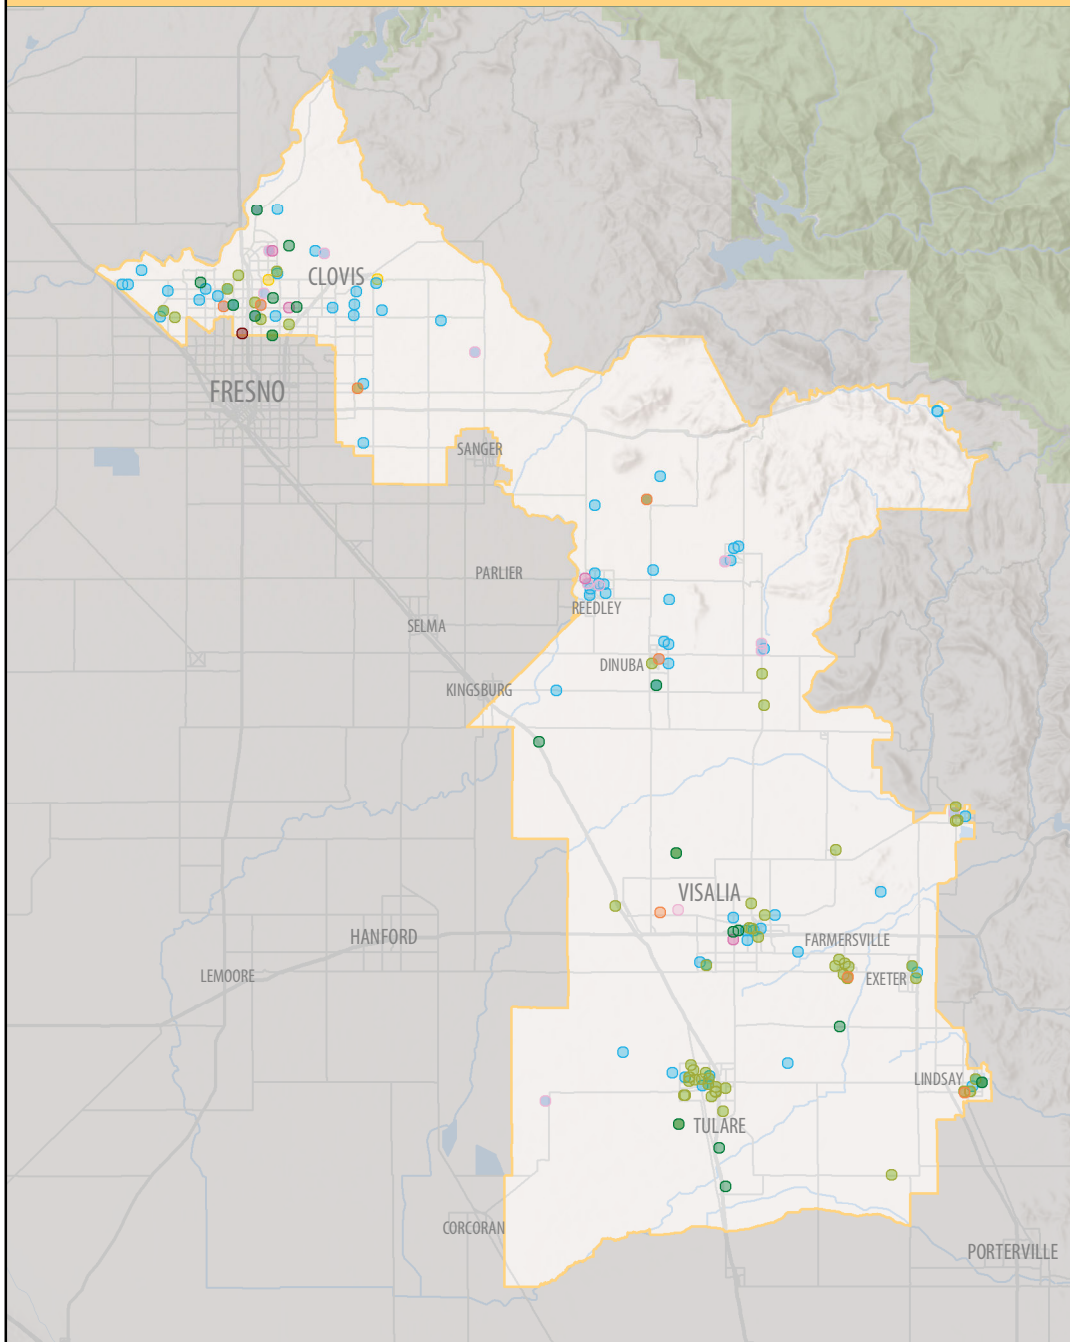 CLOVIS
FRESNO
SANGER
PARLIER
REEDLEY
SELMA
DINUBA
KINGSBURG
VISALIA
HANFORD
FARMERSVILLE
LEMOORE
EXETER
LINDSAY
TULARE
CORCORAN
PORTERVILLE